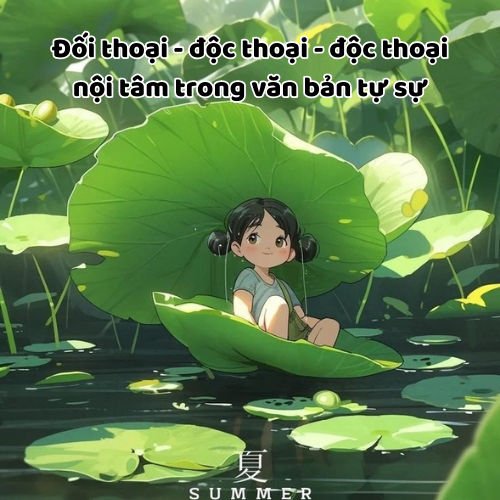 Đối thoại - độc thoại - độc thoại
nội tâm trong văn bản tự sự
夏
SUMMER